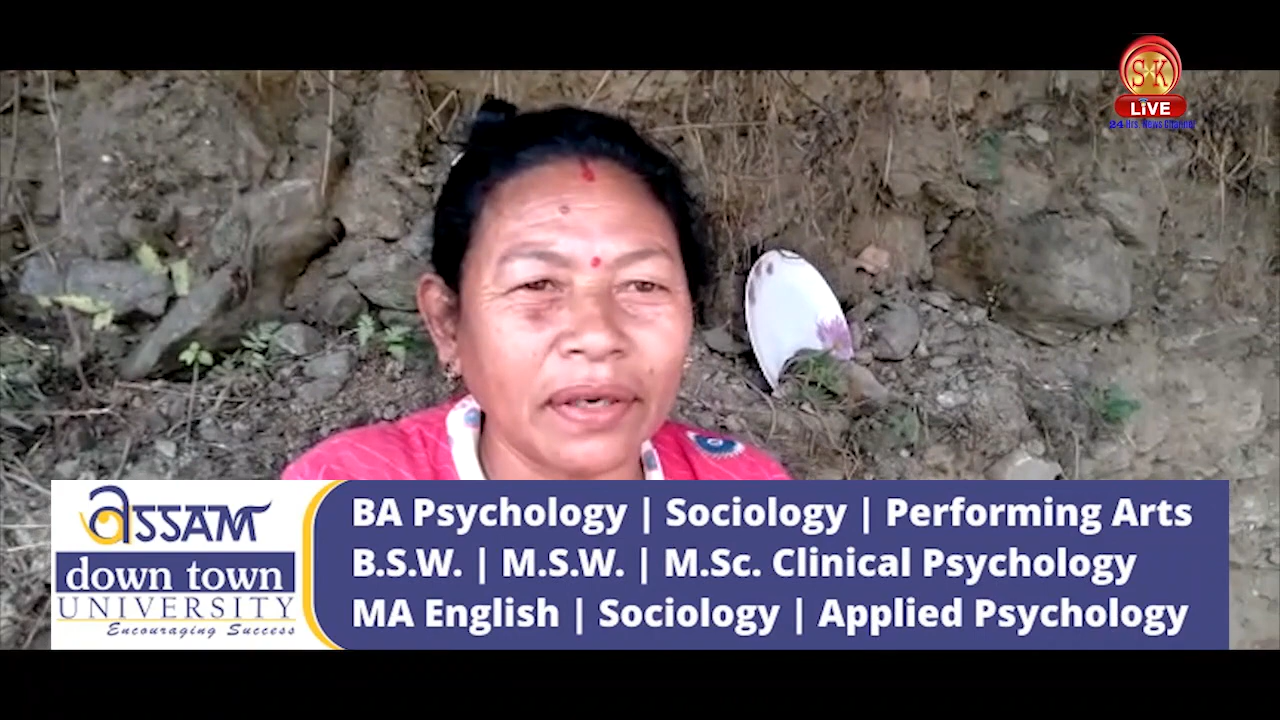 SK
LIVE
24 Hrs. News Channel
ASSAM
down town
UNIVERSITY
Encouraging Success
BA Psychology | Sociology | Performing Arts
B.S.W. | M.S.W. | M.Sc. Clinical Psychology
MA English | Sociology | Applied Psychology